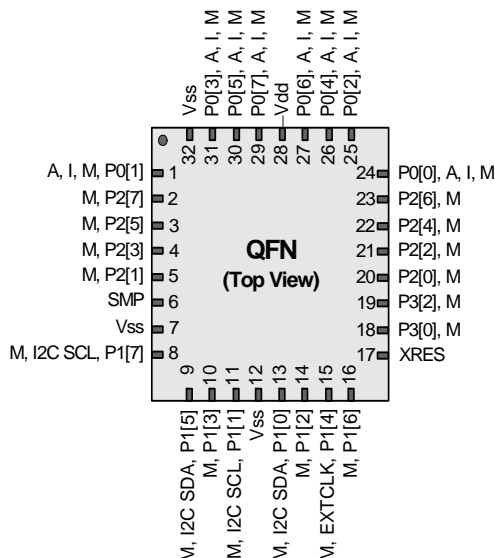 Vss
P0[3], A, I, M
P0[5], A, I, M
P0[7], A, I, M
Vdd
P0[6], A, I, M
P0[4], A, I, M
P0[2], A, I, M
32
31
30
29
28
27
26
25
A, I, M, P0[1]
1
M, P2[7]
2
M, P2[5]
3
M, P2[3]
4
M, P2[1]
5
SMP
6
Vss
7
M, I2C SCL, P1[7]
8
QFN
(Top View)
24
P0[0], A, I, M
23
P2[6], M
22
P2[4], M
21
P2[2], M
20
P2[0], M
19
P3[2], M
18
P3[0], M
17
XRES
9
10
11
12
13
14
15
16
M, I2C SDA, P1[5]
M, P1[3]
M, I2C SCL, P1[1]
Vss
M, I2C SDA, P1[0]
M, P1[2]
M, EXTCLK, P1[4]
M, P1[6]